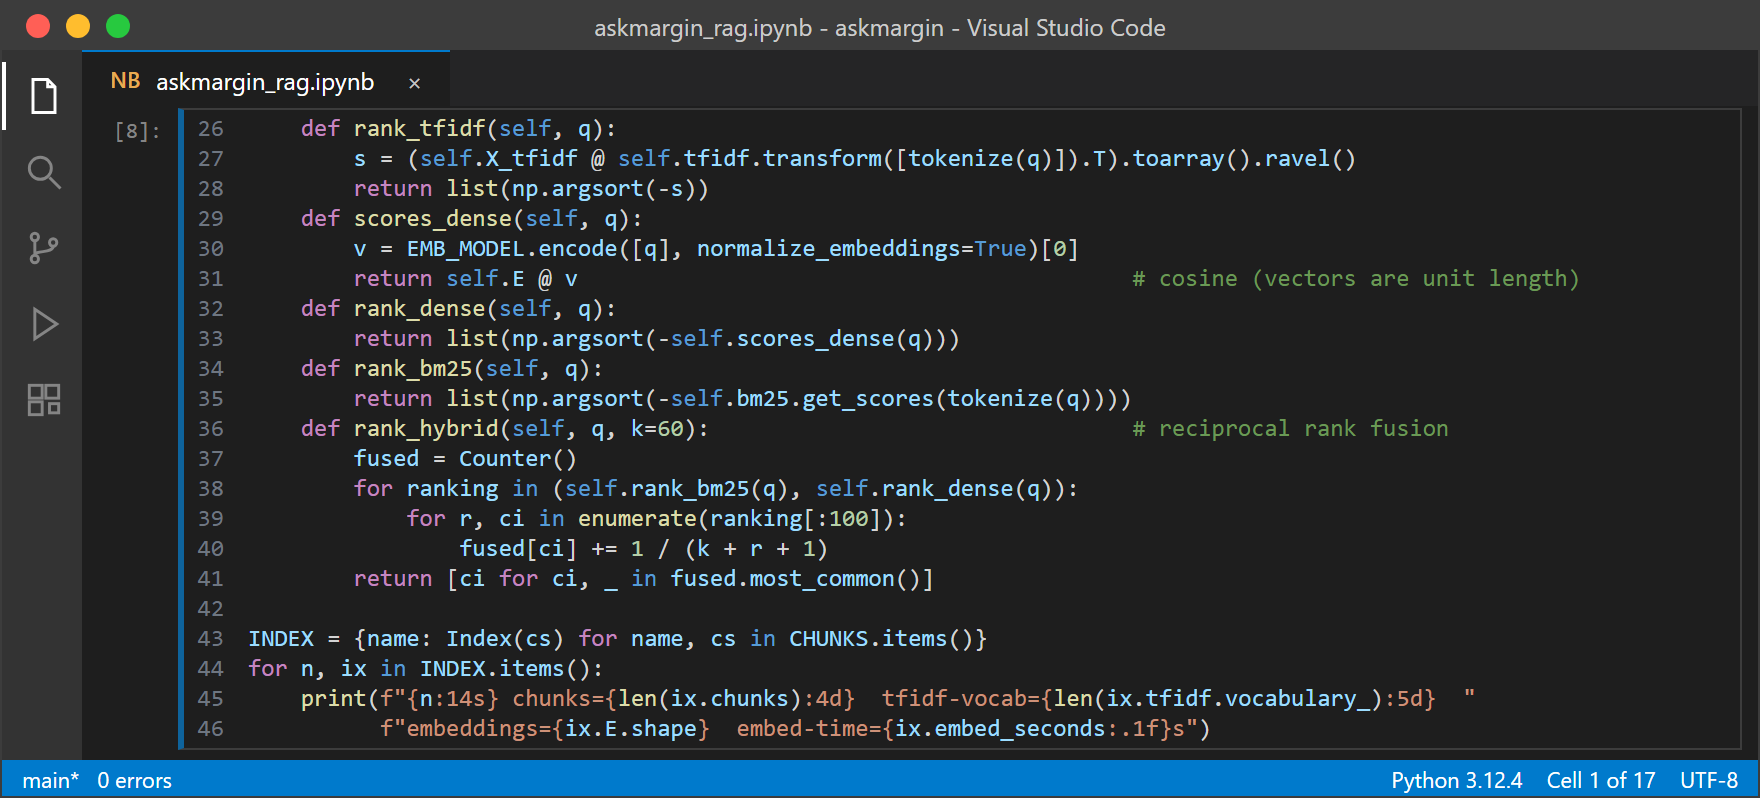 askmargin_rag.ipynb - askmargin - Visual Studio Code
NB askmargin_rag.ipynb ×
[8]:
26     def rank_tfidf(self, q):
27         s = (self.X_tfidf @ self.tfidf.transform([tokenize(q)]).T).toarray().ravel()
28         return list(np.argsort(-s))
29     def scores_dense(self, q):
30         v = EMB_MODEL.encode([q], normalize_embeddings=True)[0]
31         return self.E @ v                                          # cosine (vectors are unit length)
32     def rank_dense(self, q):
33         return list(np.argsort(-self.scores_dense(q)))
34     def rank_bm25(self, q):
35         return list(np.argsort(-self.bm25.get_scores(tokenize(q))))
36     def rank_hybrid(self, q, k=60):                                # reciprocal rank fusion
37         fused = Counter()
38         for ranking in (self.rank_bm25(q), self.rank_dense(q)):
39             for r, ci in enumerate(ranking[:100]):
40                 fused[ci] += 1 / (k + r + 1)
41         return [ci for ci, _ in fused.most_common()]
42
43 INDEX = {name: Index(cs) for name, cs in CHUNKS.items()}
44 for n, ix in INDEX.items():
45     print(f"{n:14s} chunks={len(ix.chunks):4d}  tfidf-vocab={len(ix.tfidf.vocabulary_):5d}  "
46           f"embeddings={ix.E.shape}  embed-time={ix.embed_seconds:.1f}s")
main* 0 errors Python 3.12.4 Cell 1 of 17 UTF-8